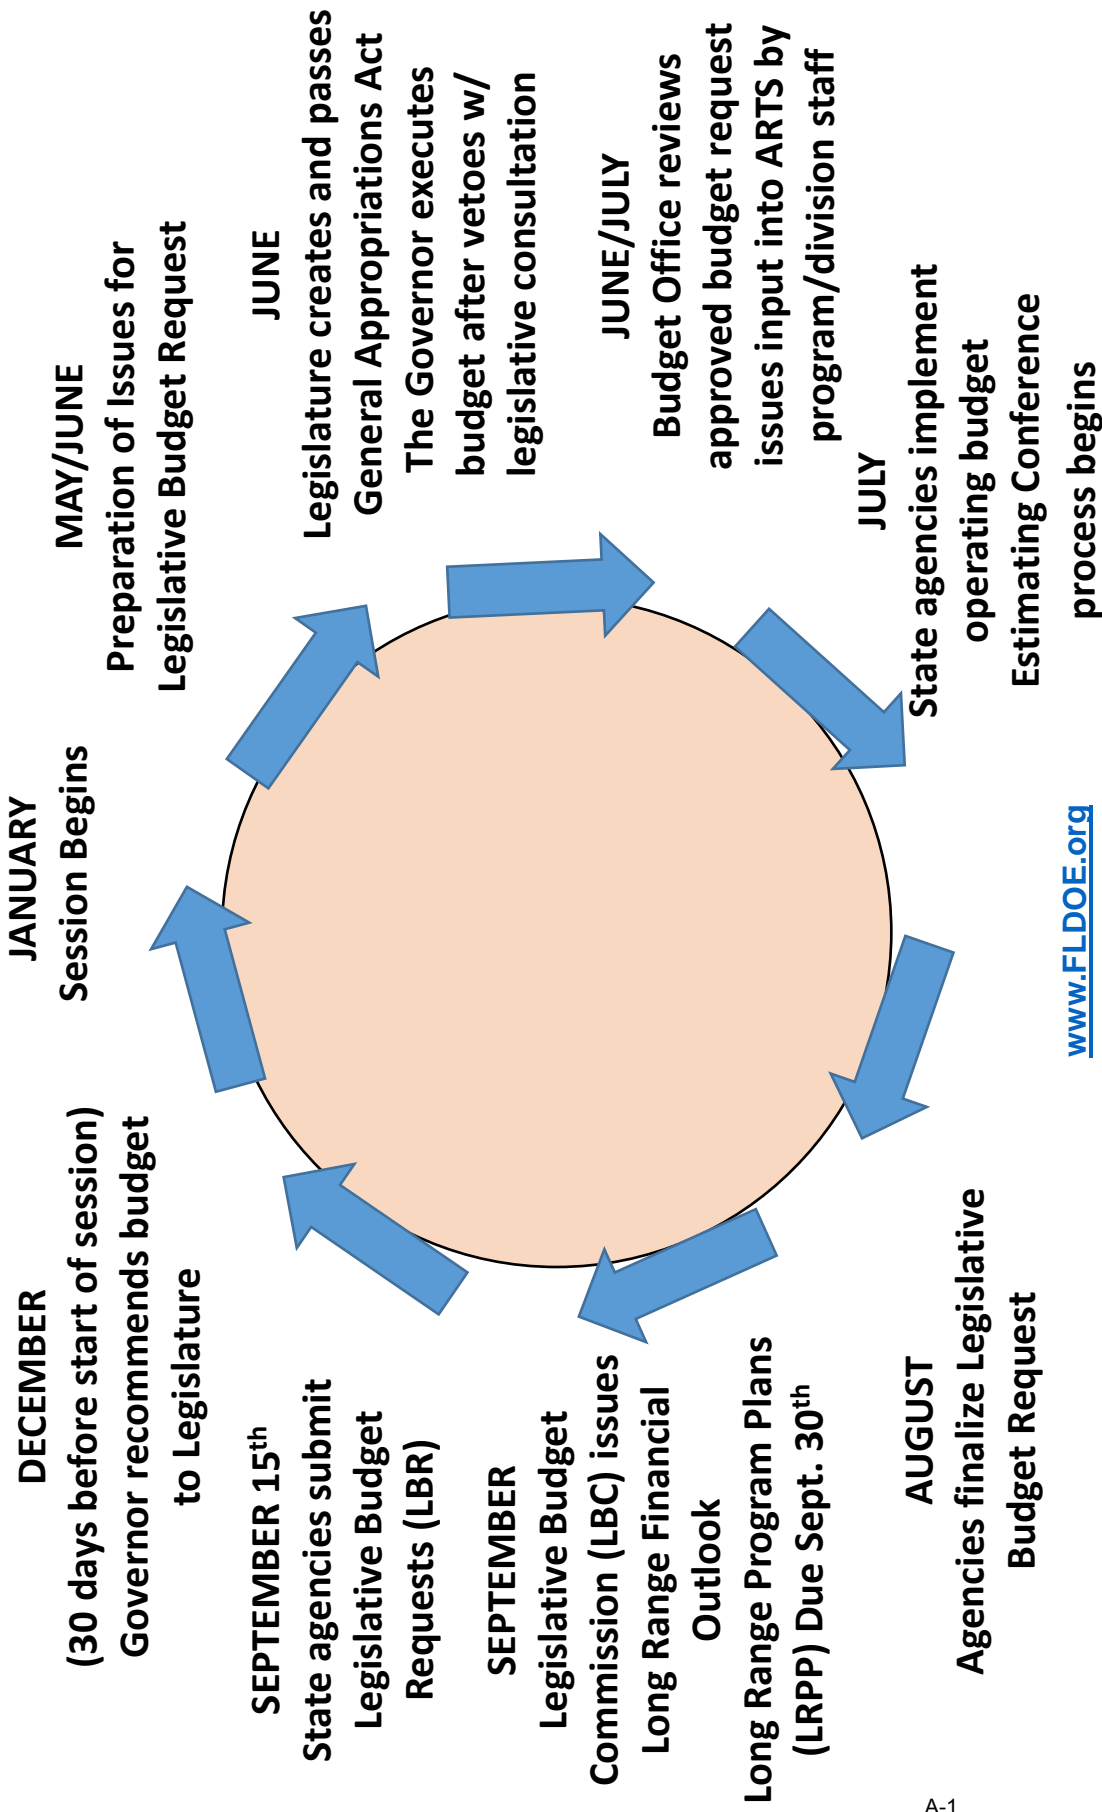 JANUARY
Session Begins
MAY/JUNE
Preparation of Issues for
Legislative Budget Request
JUNE
Legislature creates and passes
General Appropriations Act
The Governor executes
budget after vetoes w/
legislative consultation
JUNE/JULY
Budget Office reviews
approved budget request
issues input into ARTS by
program/division staff
JULY
State agencies implement
operating budget
Estimating Conference
process begins
AUGUST
Agencies finalize Legislative
Budget Request
SEPTEMBER
Legislative Budget
Commission (LBC) issues
Long Range Financial
Outlook
Long Range Program Plans
(LRPP) Due Sept. 30th
SEPTEMBER 15th
State agencies submit
Legislative Budget
Requests (LBR)
DECEMBER
(30 days before start of session)
Governor recommends budget
to Legislature
www.FLDOE.org
A-1